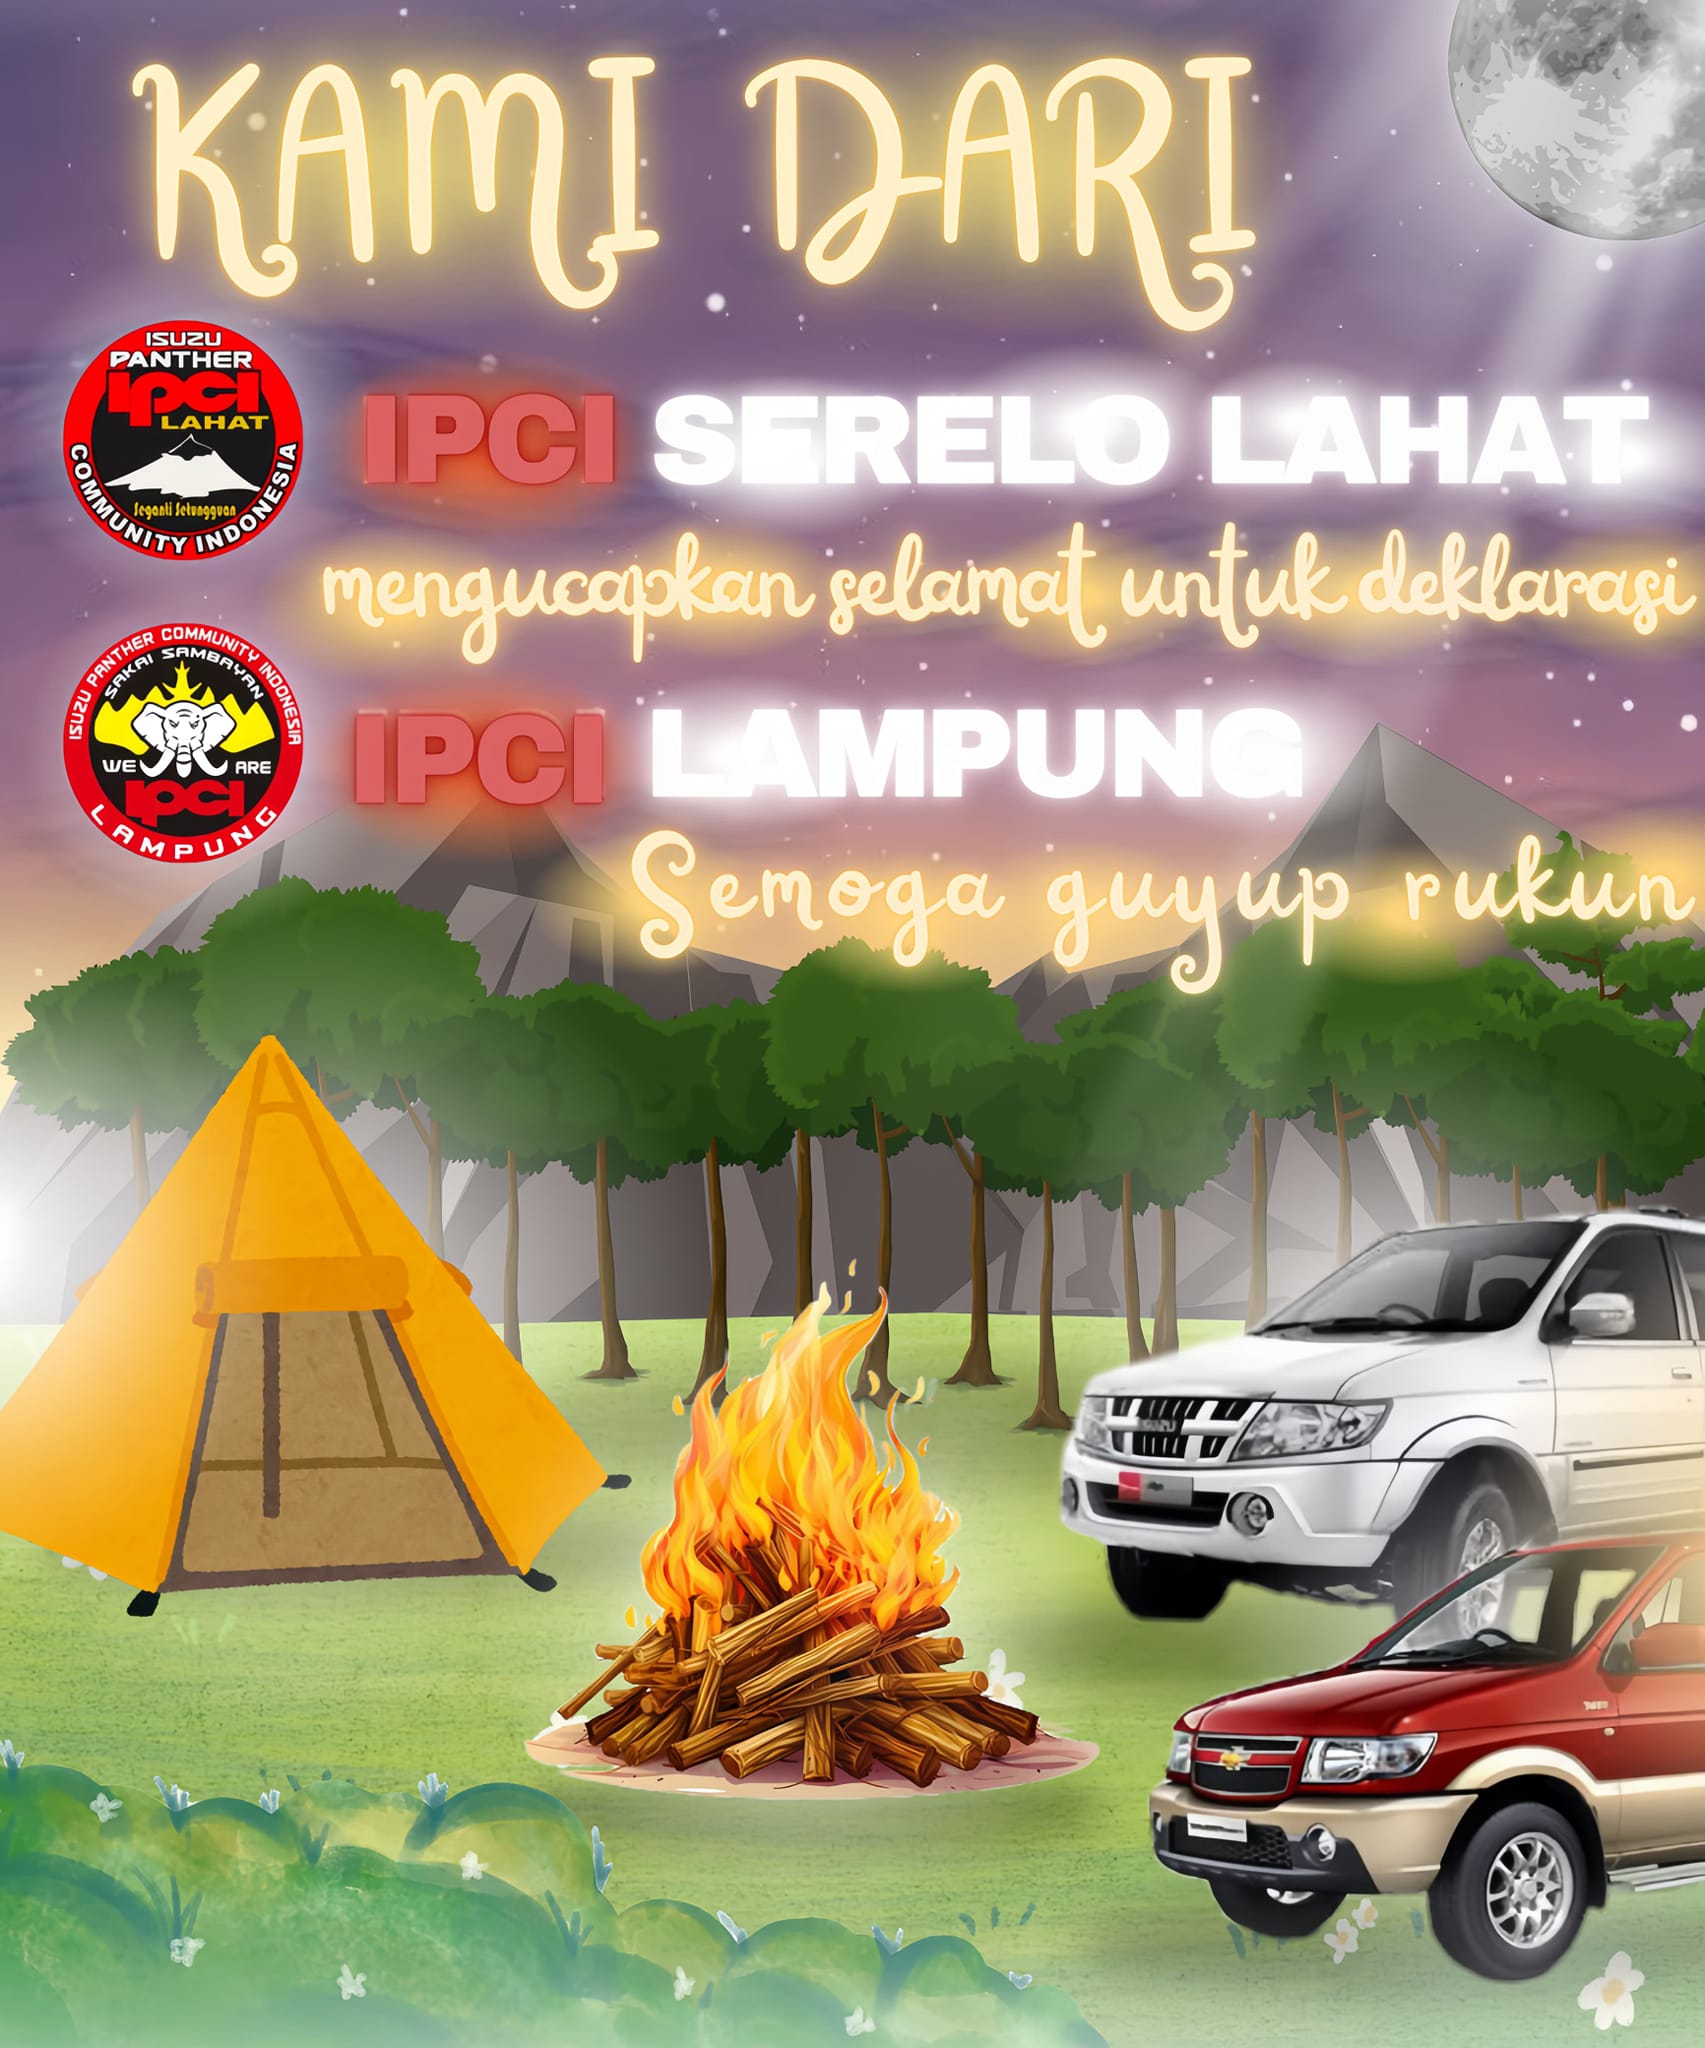 KAMI DARI
ISUZU
PANTHER
ipci
LAHAT
Seganti Setungguan
COMMUNITY INDONESIA
IPCI SERELO LAHAT
mengucapkan selamat untuk deklarasi
ISUZU PANTHER COMMUNITY INDONESIA
SAKAI SAMBAYAN
WE ARE
ipci
LAMPUNG
IPCI LAMPUNG
Semoga guyup rukun
ISUZU